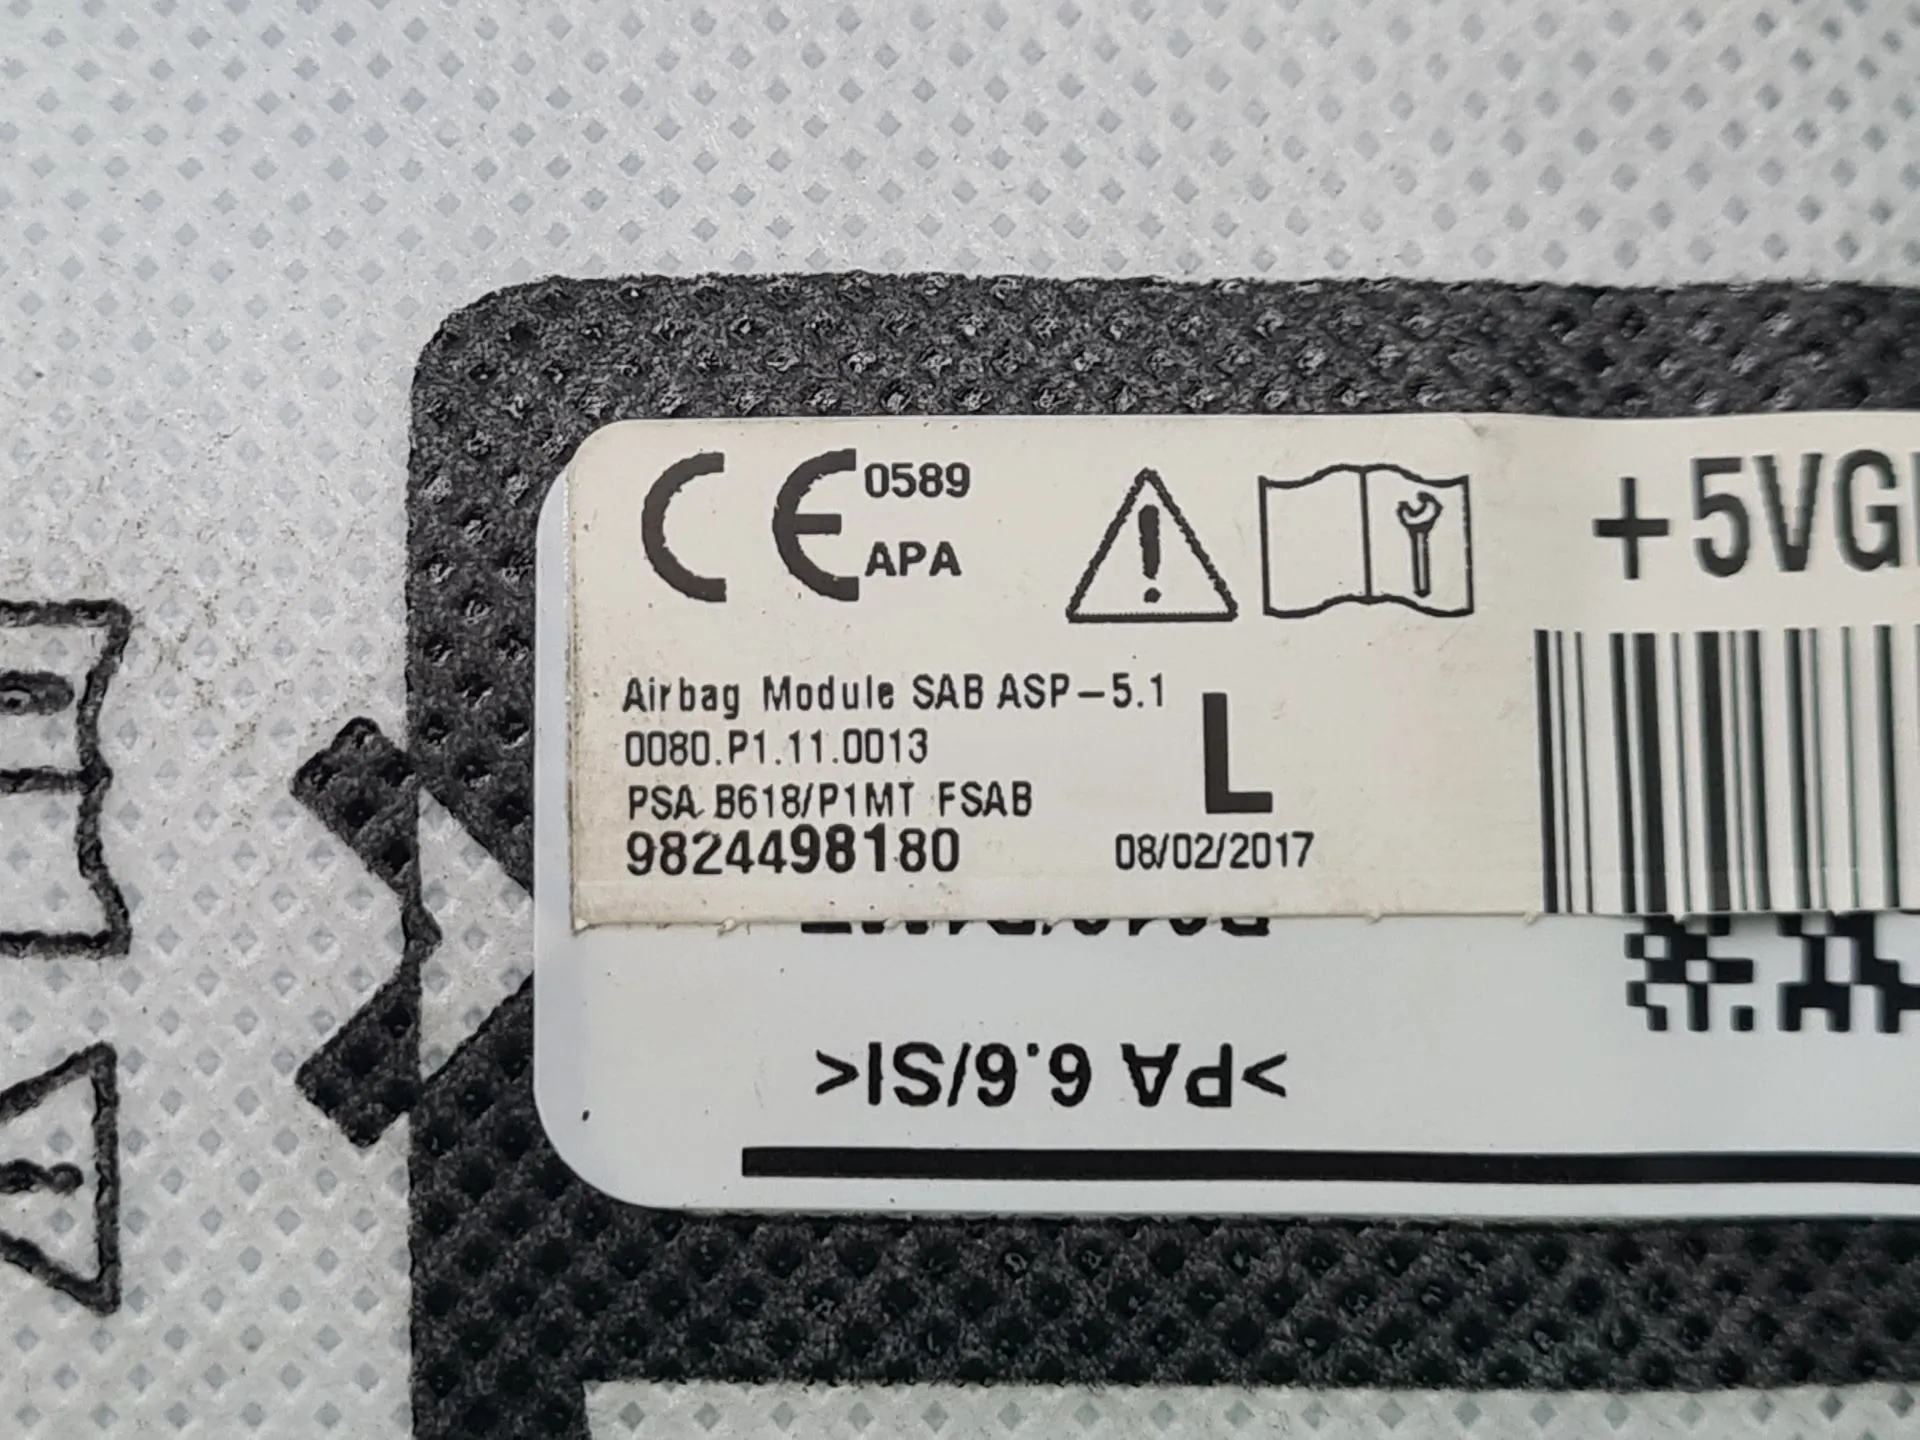 CE 0589
APA
+5VG
Airbag Module SAB ASP-5.1
0080.P1.11.0013
L
PSA B618/P1MT FSAB
9824498180
08/02/2017
>PA 6.6/SI<